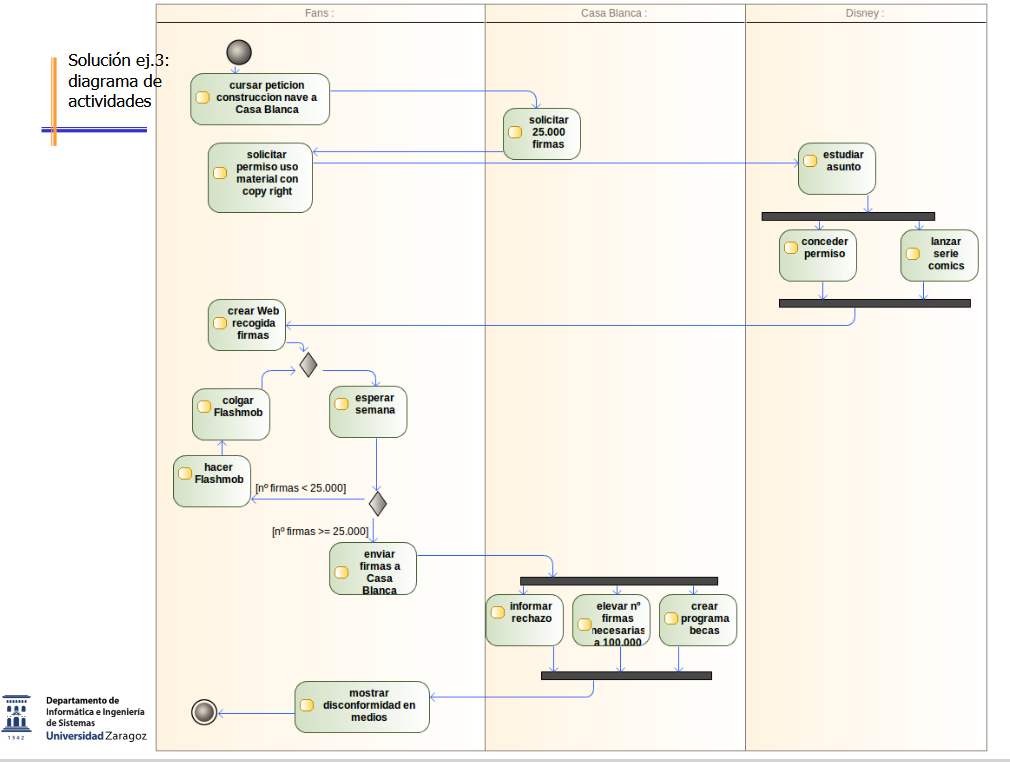 Fans :
Casa Blanca :
Disney :
Solución ej.3:
diagrama de
actividades
cursar peticion
construccion nave a
Casa Blanca
solicitar
25.000
firmas
solicitar
permiso uso
material con
copy right
estudiar
asunto
conceder
permiso
lanzar
serie
comics
crear Web
recogida
firmas
colgar
Flashmob
esperar
semana
hacer
Flashmob
[nº firmas < 25.000]
[nº firmas >= 25.000]
enviar
firmas a
Casa
Blanca
informar
rechazo
elevar nº
firmas
necesarias
a 100.000
crear
programa
becas
mostrar
disconformidad en
medios
Departamento de
Informática e Ingeniería
de Sistemas
Universidad Zaragoz
1542